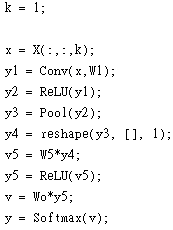 k = 1;
x = X(:,:,k);
y1 = Conv(x,W1);
y2 = ReLU(y1);
y3 = Pool(y2);
y4 = reshape(y3, [], 1);
v5 = W5*y4;
y5 = ReLU(v5);
v = Wo*y5;
y = Softmax(v);